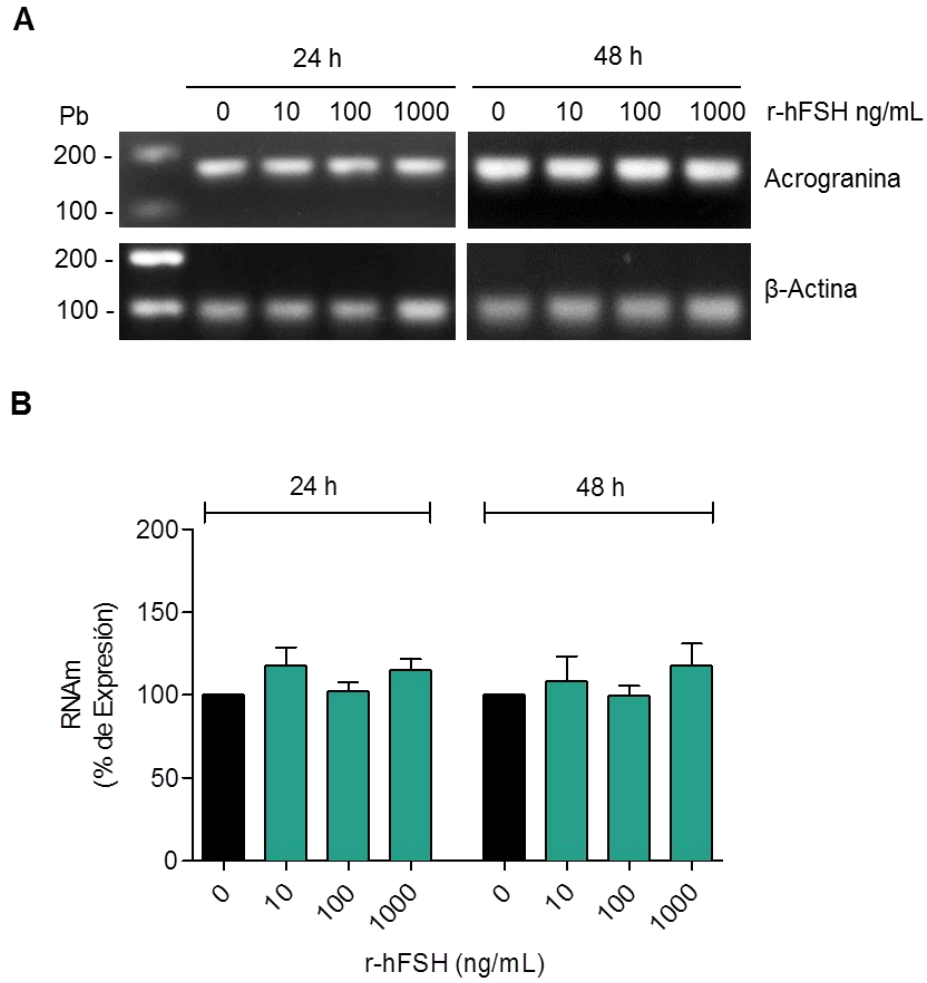 A
24 h
48 h
Pb
0 10 100 1000
0 10 100 1000
r-hFSH ng/mL
200 -
100 -
Acrogranina
200 -
100 -
β-Actina
B
24 h
48 h
200
150
100
50
0
RNAm
(% de Expresión)
0 10 100 1000
0 10 100 1000
r-hFSH (ng/mL)